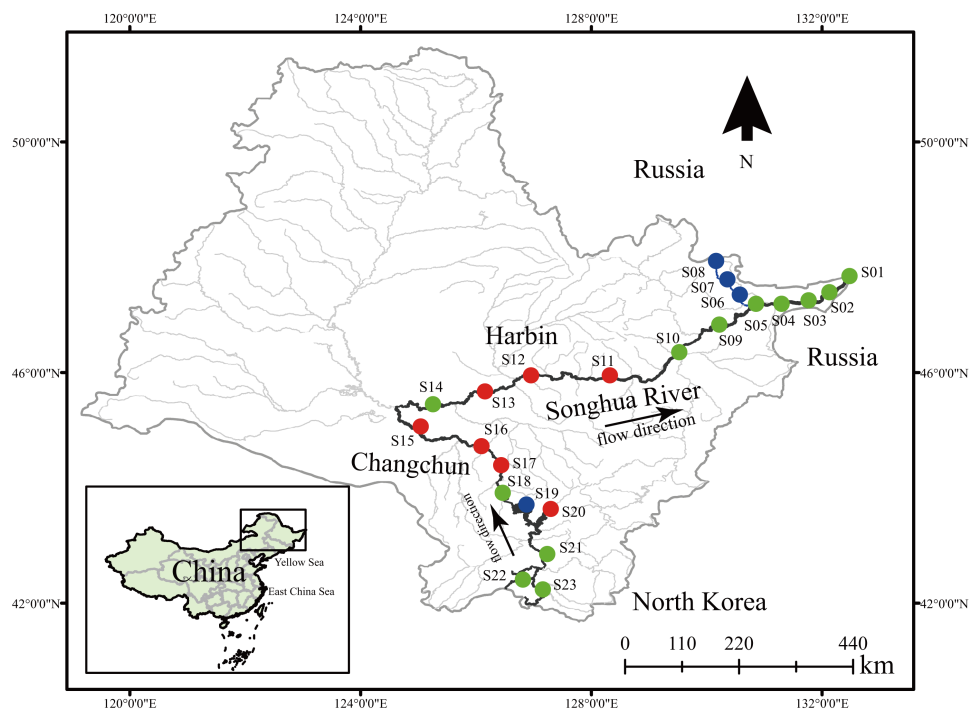 120°0'0"E 124°0'0"E 128°0'0"E 132°0'0"E
50°0'0"N 50°0'0"N
Russia
N
S08
S07
S06
S01
S02
S03
S04
S05
S09
S10
Russia
Harbin
S12
S11
46°0'0"N 46°0'0"N
S14
S13
Songhua River
flow direction
S15
S16
Changchun
S17
S18
S19
S20
flow direction
S21
S22
S23
China
Yellow Sea
East China Sea
North Korea
42°0'0"N 42°0'0"N
0 110 220 440
km
120°0'0"E 124°0'0"E 128°0'0"E 132°0'0"E